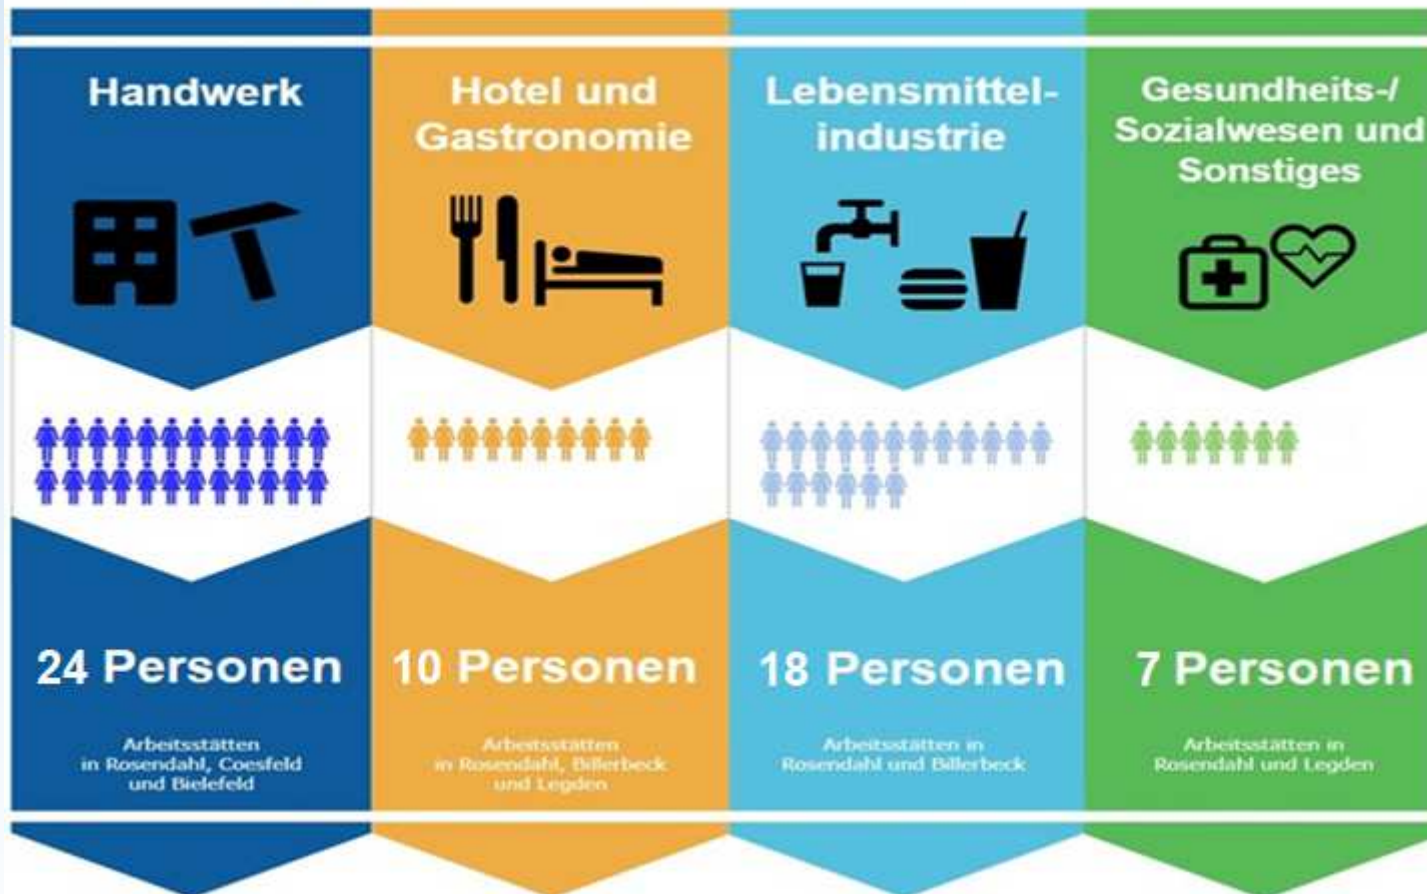 Handwerk
Hotel und
Gastronomie
Lebensmittel-
industrie
Gesundheits-/
Sozialwesen und
Sonstiges
24 Personen
10 Personen
18 Personen
7 Personen
Arbeitsstätten
in Rosendahl, Coesfeld
und Bielefeld
Arbeitsstätten
in Rosendahl, Billerbeck
und Legden
Arbeitsstätten in
Rosendahl und Billerbeck
Arbeitsstätten in
Rosendahl und Legden